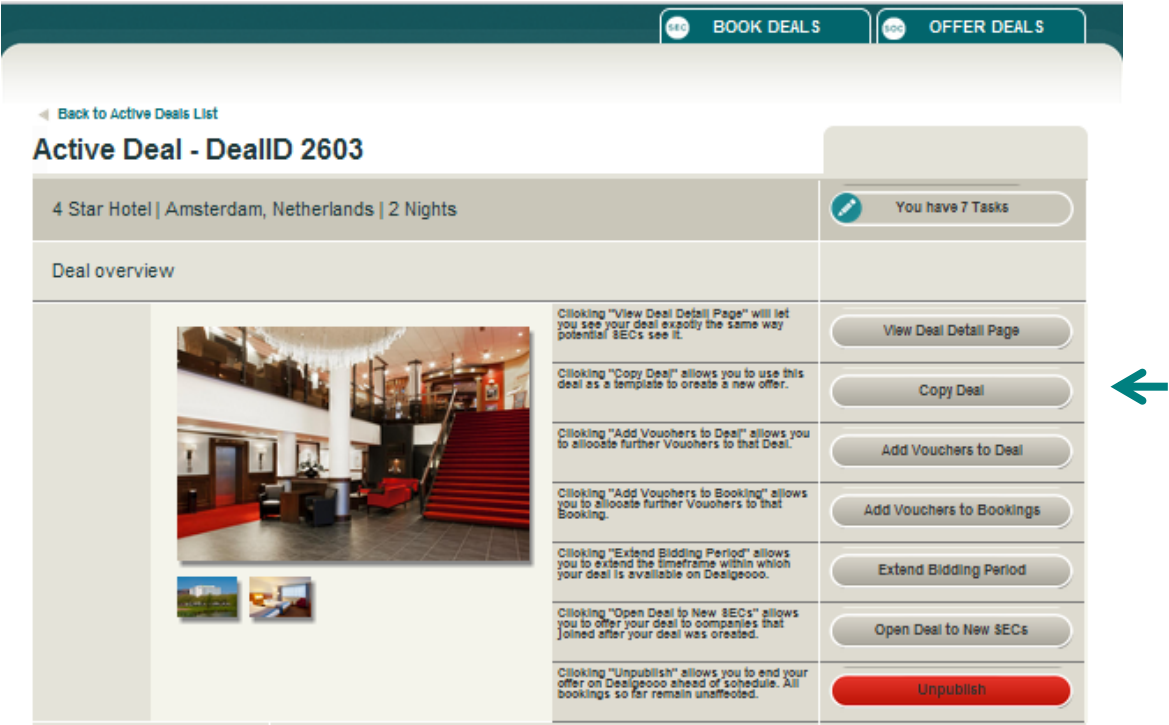 SEC BOOK DEALS SOC OFFER DEALS
Back to Active Deals List
Active Deal - DealID 2603
4 Star Hotel | Amsterdam, Netherlands | 2 Nights
You have 7 Tasks
Deal overview
Clicking "View Deal Detail Page" will let
you see your deal exactly the same way
potential SECs see it.
View Deal Detail Page
Clicking "Copy Deal" allows you to use this
deal as a template to create a new offer.
Copy Deal
Clicking "Add Vouchers to Deal" allows you
to allocate further Vouchers to that Deal.
Add Vouchers to Deal
Clicking "Add Vouchers to Booking" allows
you to allocate further Vouchers to that
Booking.
Add Vouchers to Bookings
Clicking "Extend Bidding Period" allows
you to extend the timeframe within which
your deal is available on Dealgecco.
Extend Bidding Period
Clicking "Open Deal to New SECs" allows
you to offer your deal to companies that
joined after your deal was created.
Open Deal to New SECs
Clicking "Unpublish" allows you to end your
offer on Dealgecco ahead of schedule. All
bookings so far remain unaffected.
Unpublish